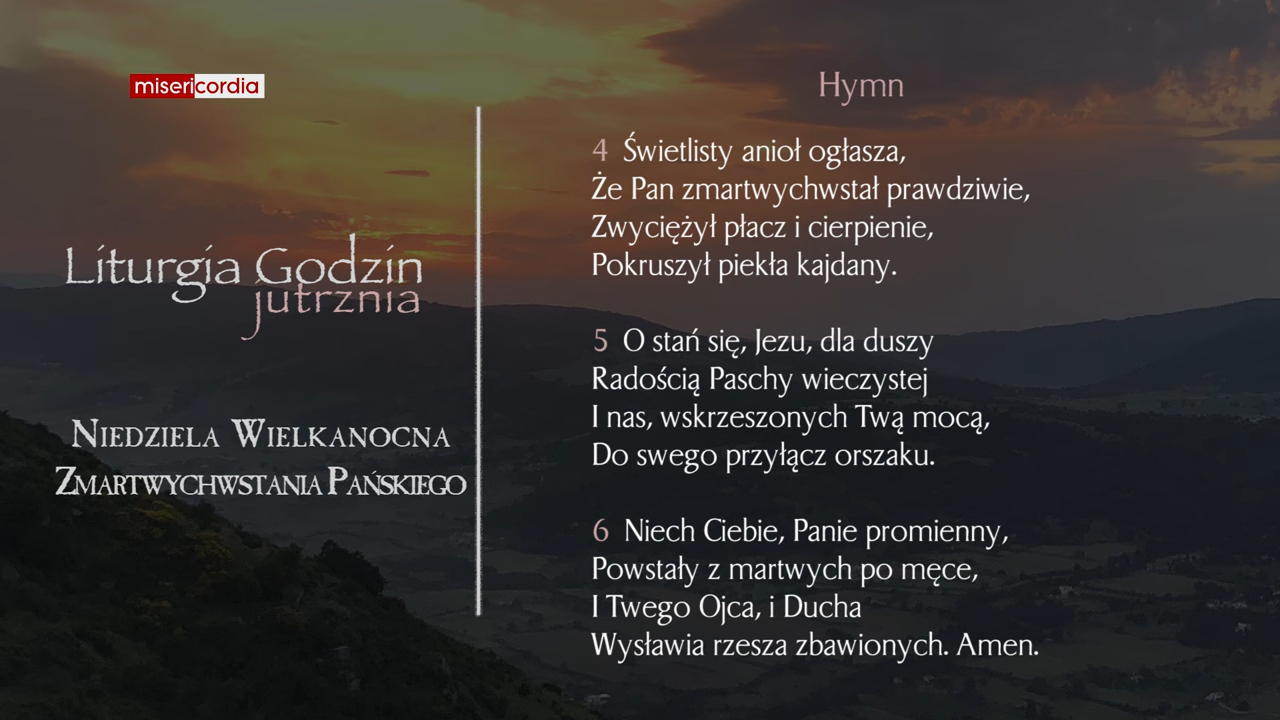 misericordia
Liturgia Godzin
jutrznia
Niedziela Wielkanocna
Zmartwychwstania Pańskiego
Hymn
4 Świetlisty anioł ogłasza,
Że Pan zmartwychwstał prawdziwie,
Zwyciężył płacz i cierpienie,
Pokruszył piekła kajdany.
5 O stań się, Jezu, dla duszy
Radością Paschy wieczystej
I nas, wskrzeszonych Twą mocą,
Do swego przyłącz orszaku.
6 Niech Ciebie, Panie promienny,
Powstały z martwych po męce,
I Twego Ojca, i Ducha
Wysławia rzesza zbawionych. Amen.